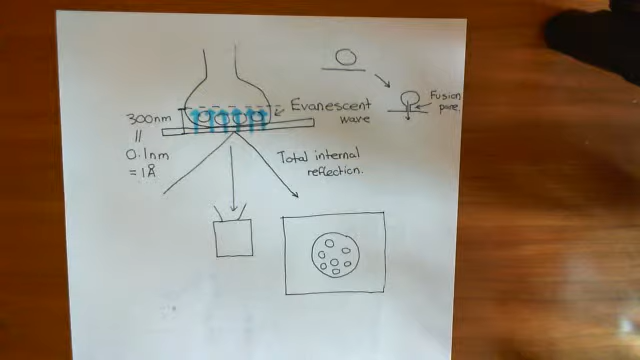 Fusion
pore.
Evanescent
wave
300nm
||
0.1nm
= 1Å
Total internal
reflection.